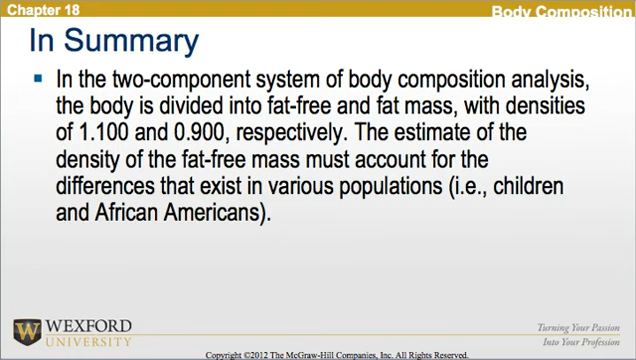 Chapter 18
Body Composition
In Summary
In the two-component system of body composition analysis,
the body is divided into fat-free and fat mass, with densities
of 1.100 and 0.900, respectively. The estimate of the
density of the fat-free mass must account for the
differences that exist in various populations (i.e., children
and African Americans).
W
WEXFORD
UNIVERSITY
Turning Your Passion
Into Your Profession
Copyright ©2012 The McGraw-Hill Companies, Inc. All Rights Reserved.